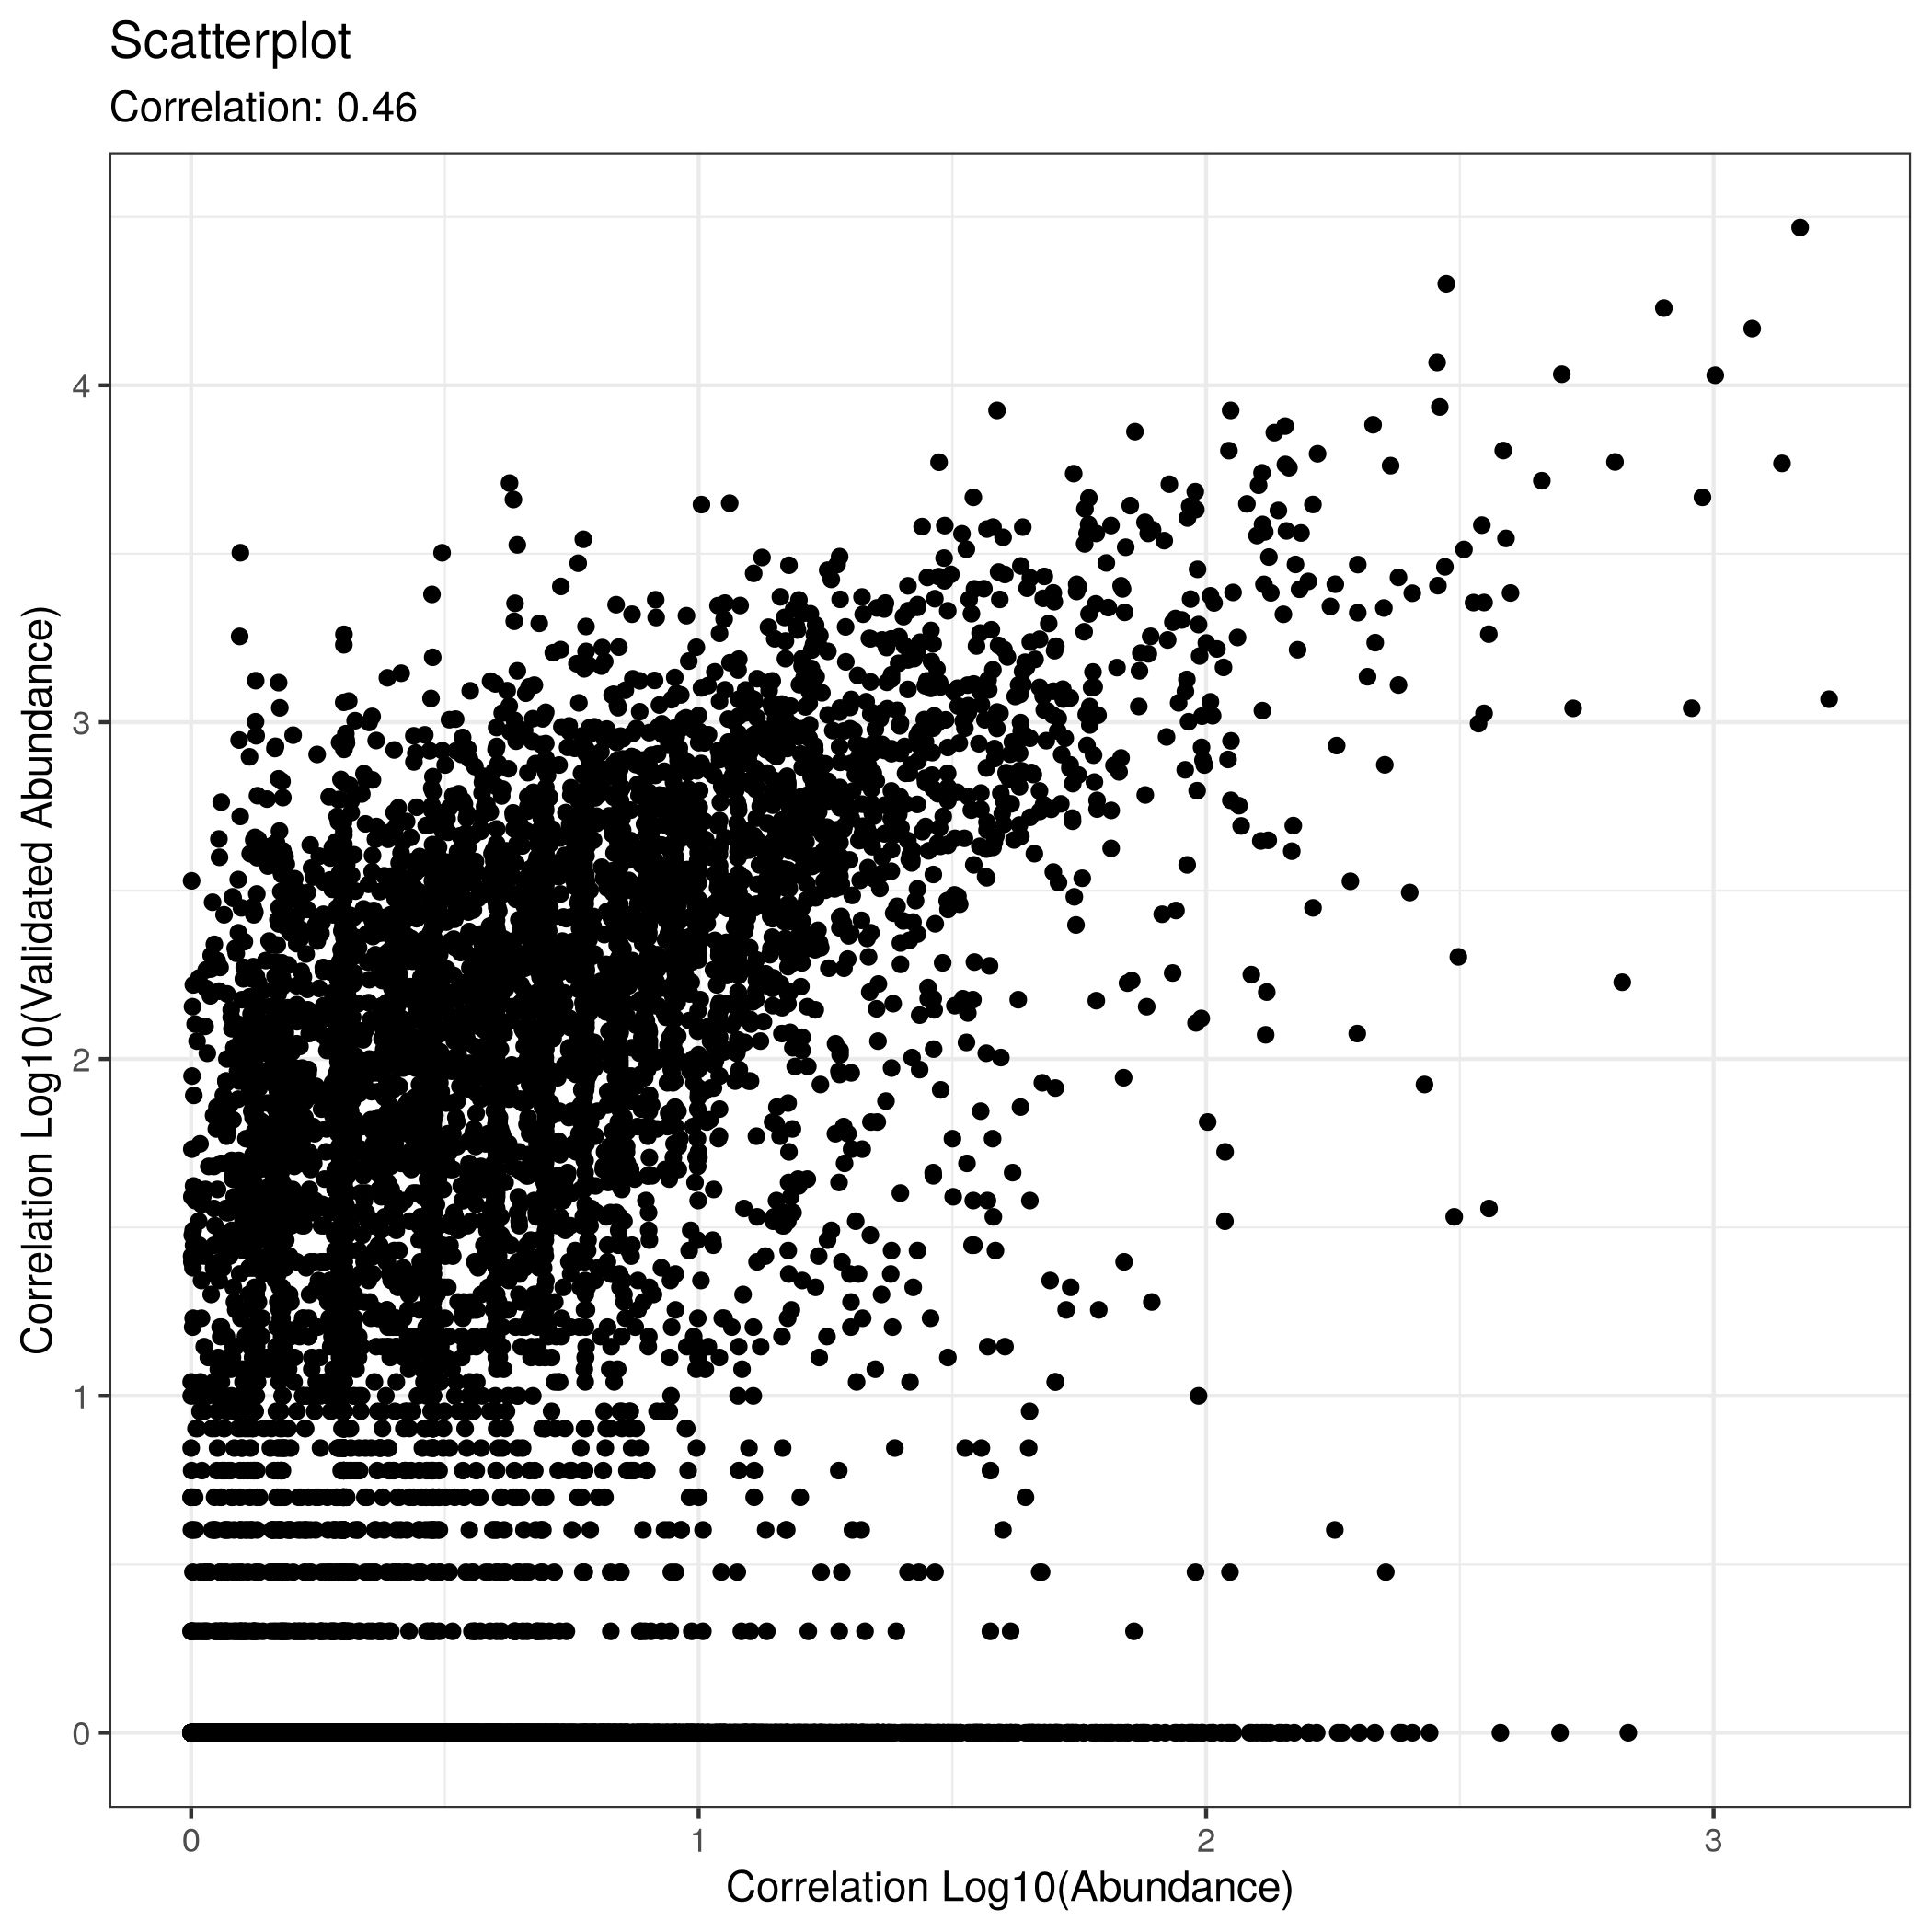 Scatterplot
Correlation: 0.46
Correlation Log10(Validated Abundance)
4
3
2
1
0
0 1 2 3
Correlation Log10(Abundance)